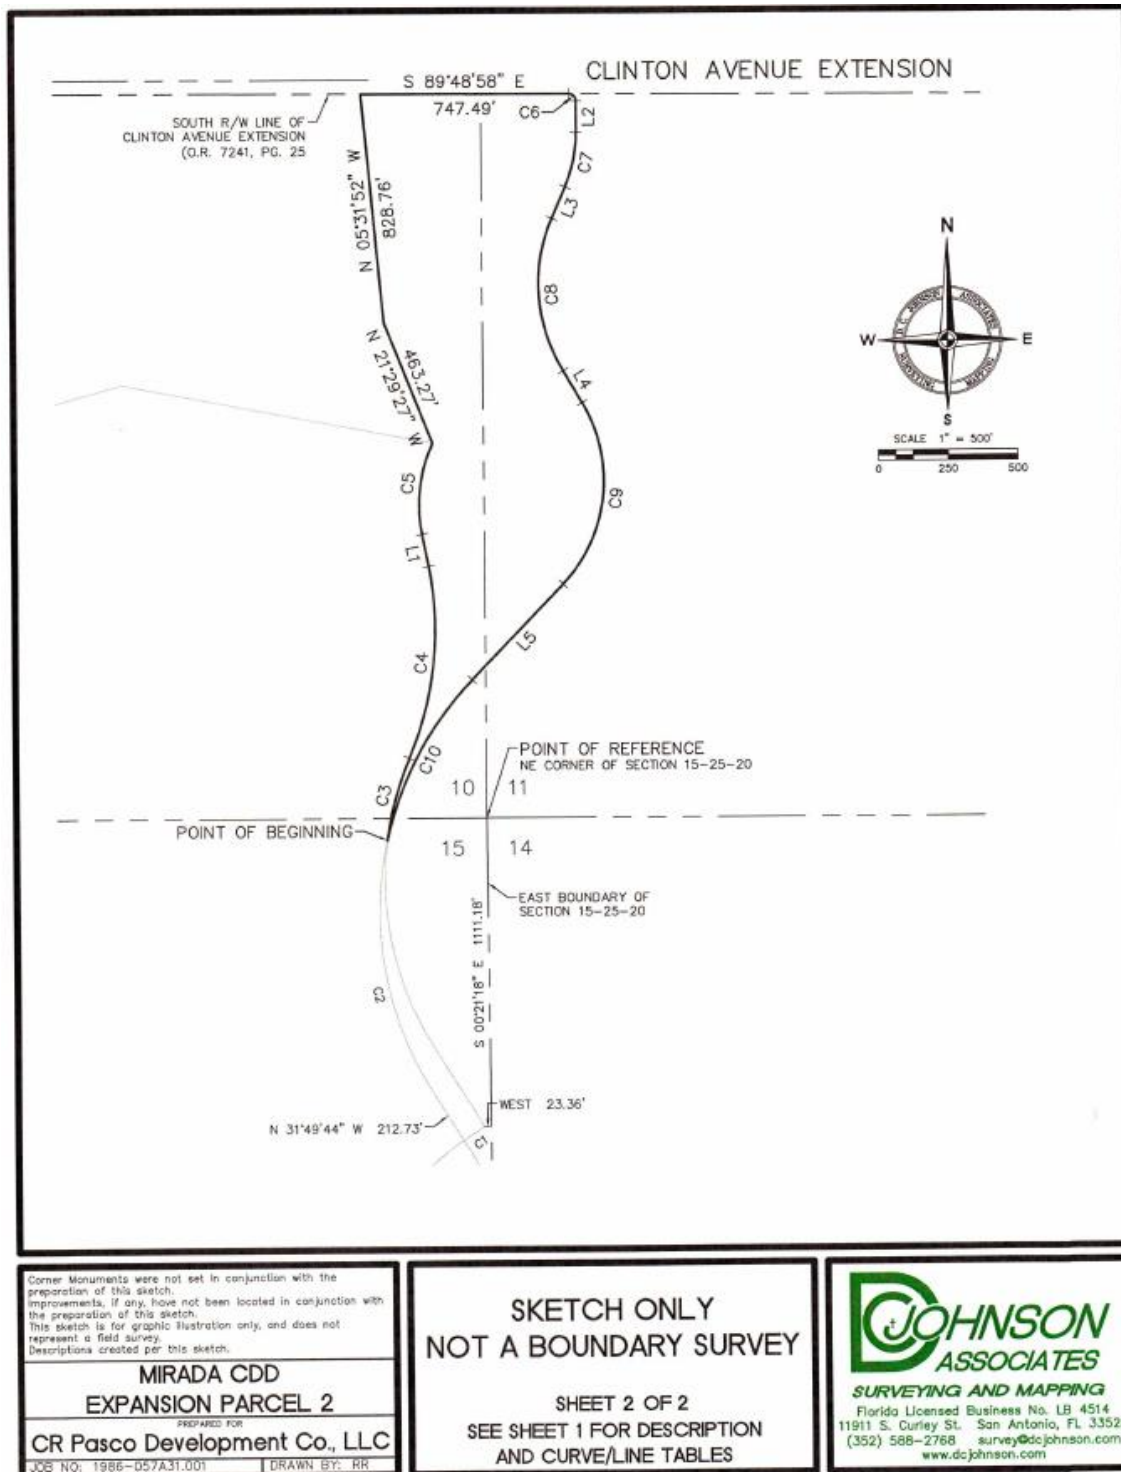 CLINTON AVENUE EXTENSION
S 89°48'58" E
747.49'
C6
L2
SOUTH R/W LINE OF
CLINTON AVENUE EXTENSION
(O.R. 7241, PG. 25
C7
N 05°31'52" W
828.76'
L3
N
W
E
S
C8
463.27'
N 21°29'27" W
L4
SCALE 1" = 500'
0 250 500
C5
C9
L1
L5
C4
C10
POINT OF REFERENCE
NE CORNER OF SECTION 15-25-20
10 11
C3
POINT OF BEGINNING
15 14
EAST BOUNDARY OF
SECTION 15-25-20
S 00°21'18" E 1111.18'
C2
WEST 23.36'
N 31°49'44" W 212.73'
C1
Corner Monuments were not set in conjunction with the
preparation of this sketch.
Improvements, if any, have not been located in conjunction with
the preparation of this sketch.
This sketch is for graphic illustration only, and does not
represent a field survey.
Descriptions created per this sketch.
MIRADA CDD
EXPANSION PARCEL 2
PREPARED FOR
CR Pasco Development Co., LLC
JOB NO: 1986-D57A31.001 DRAWN BY: RR
SKETCH ONLY
NOT A BOUNDARY SURVEY
SHEET 2 OF 2
SEE SHEET 1 FOR DESCRIPTION
AND CURVE/LINE TABLES
DC JOHNSON
ASSOCIATES
SURVEYING AND MAPPING
Florida Licensed Business No. LB 4514
11911 S. Curley St. San Antonio, FL 3352
(352) 588-2768 survey@dcjohnson.com
www.dcjohnson.com